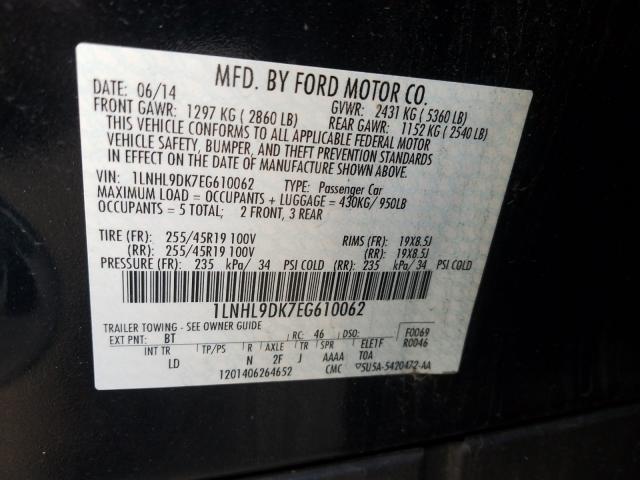 MFD. BY FORD MOTOR CO.
DATE: 06/14
GVWR: 2431 KG ( 5360 LB)
FRONT GAWR: 1297 KG ( 2860 LB)
REAR GAWR: 1152 KG ( 2540 LB)
THIS VEHICLE CONFORMS TO ALL APPLICABLE FEDERAL MOTOR
VEHICLE SAFETY, BUMPER, AND THEFT PREVENTION STANDARDS
IN EFFECT ON THE DATE OF MANUFACTURE SHOWN ABOVE.
VIN: 1LNHL9DK7EG610062 TYPE: Passenger Car
MAXIMUM LOAD = OCCUPANTS + LUGGAGE = 430KG/ 950LB
OCCUPANTS = 5 TOTAL; 2 FRONT, 3 REAR
TIRE (FR): 255/45R19 100V RIMS (FR): 19X8.5J
(RR): 255/45R19 100V (RR): 19X8.5J
PRESSURE (FR): 235 kPa/ 34 PSI COLD (RR): 235 kPa/ 34 PSI COLD
1LNHL9DK7EG610062
TRAILER TOWING - SEE OWNER GUIDE
EXT PNT: BT RC: 46 DSO: F0069
R0046
INT TR TP/PS R AXLE TR SPR ELE1F
LD N 2F J AAAA TOA
1201406264652 CMC ▽5U5A-5420472-AA